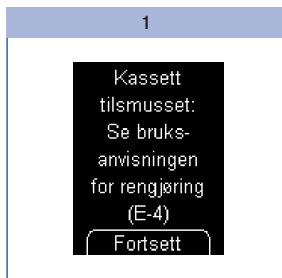 1
Kassett
tilsmusset:
Se bruks-
anvisningen
for rengjøring
(E-4)
Fortsett